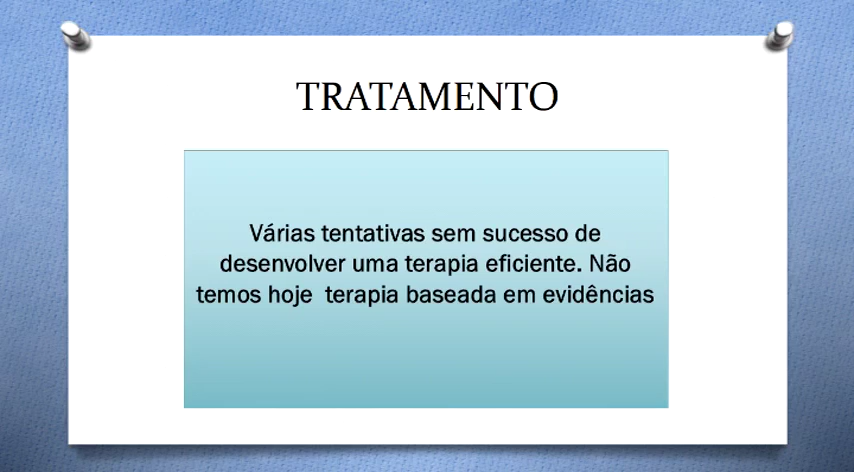 TRATAMENTO
Várias tentativas sem sucesso de
desenvolver uma terapia eficiente. Não
temos hoje  terapia baseada em evidências